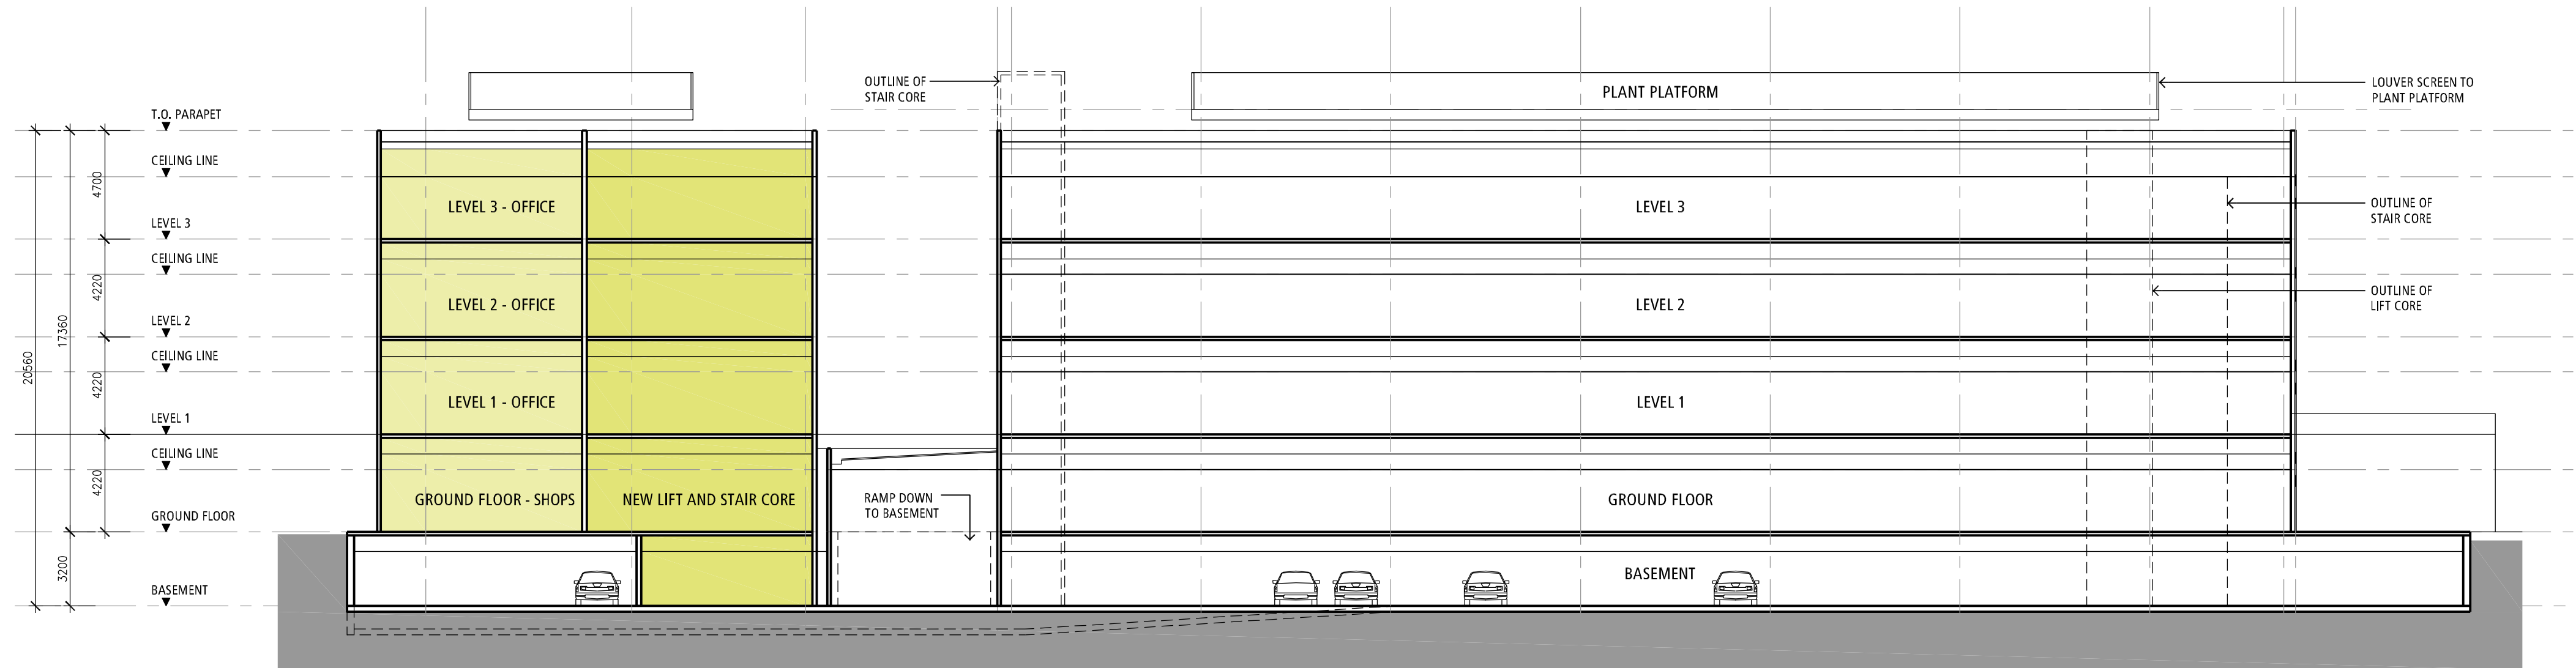 OUTLINE OF
STAIR CORE
PLANT PLATFORM
LOUVER SCREEN TO
PLANT PLATFORM
T.O. PARAPET
CEILING LINE
4700
LEVEL 3 - OFFICE
LEVEL 3
OUTLINE OF
STAIR CORE
LEVEL 3
CEILING LINE
4220
LEVEL 2 - OFFICE
LEVEL 2
OUTLINE OF
LIFT CORE
LEVEL 2
17360
20560
CEILING LINE
4220
LEVEL 1 - OFFICE
LEVEL 1
LEVEL 1
CEILING LINE
4220
GROUND FLOOR - SHOPS
NEW LIFT AND STAIR CORE
RAMP DOWN
TO BASEMENT
GROUND FLOOR
GROUND FLOOR
3200
BASEMENT
BASEMENT